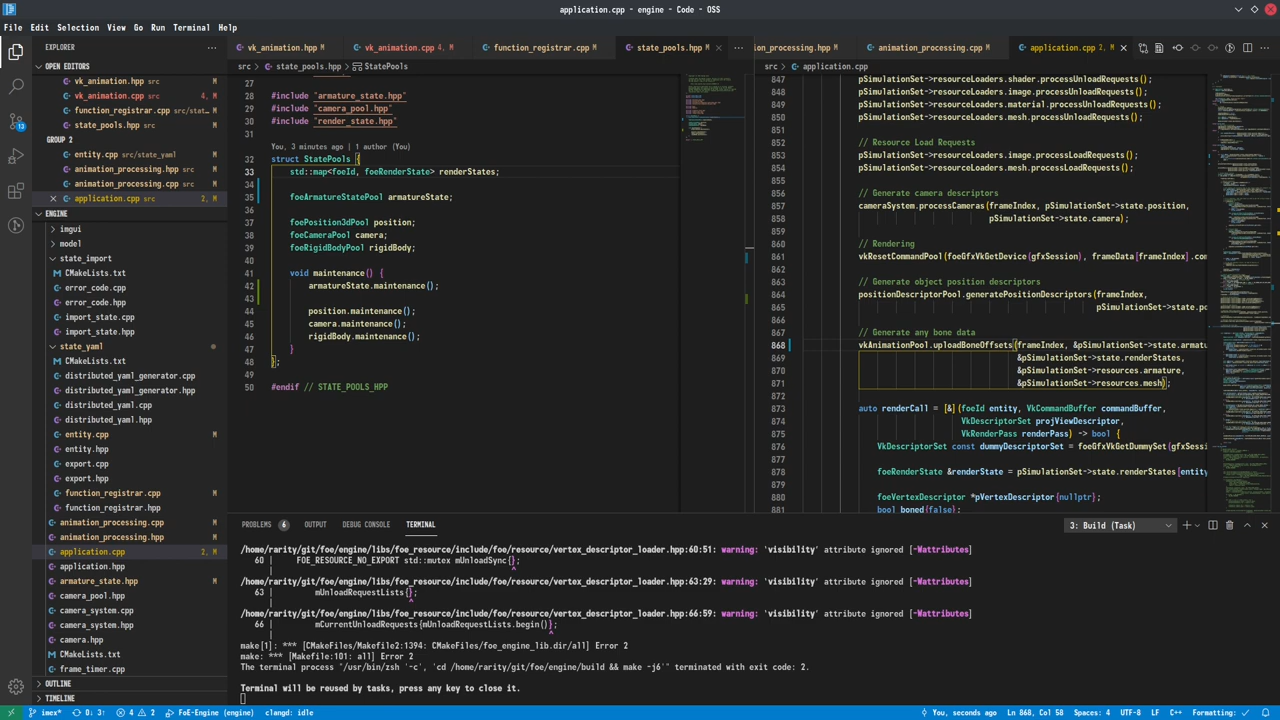 application.cpp - engine - Code - OSS
File Edit Selection View Go Run Terminal Help
EXPLORER
OPEN EDITORS
vk_animation.hpp src M
vk_animation.cpp src 4, M
function_registrar.cpp src/stat... M
state_pools.hpp src M
GROUP 2
entity.cpp src/state_yaml M
animation_processing.hpp src M
animation_processing.cpp src M
application.cpp src 2, M
ENGINE
imgui
model
state_import
CMakeLists.txt
error_code.cpp
error_code.hpp
import_state.cpp
import_state.hpp
state_yaml
CMakeLists.txt
distributed_yaml_generator.cpp
distributed_yaml_generator.hpp
distributed_yaml.cpp
distributed_yaml.hpp
entity.cpp M
entity.hpp
export.cpp
export.hpp
function_registrar.cpp M
function_registrar.hpp
animation_processing.cpp M
animation_processing.hpp M
application.cpp 2, M
application.hpp
armature_state.hpp M
camera_pool.hpp
camera_system.cpp
camera_system.hpp
camera.hpp
CMakeLists.txt
frame_timer.cpp
OUTLINE
TIMELINE
13
vk_animation.hpp M vk_animation.cpp 4, M function_registrar.cpp M state_pools.hpp M
src > state_pools.hpp > StatePools
27
28 #include "armature_state.hpp"
29 #include "camera_pool.hpp"
30 #include "render_state.hpp"
31
You, 3 minutes ago | 1 author (You)
32 struct StatePools {
33 std::map<foeId, foeRenderState> renderStates;
34
35 foeArmatureStatePool armatureState;
36
37 foePosition3dPool position;
38 foeCameraPool camera;
39 foeRigidBodyPool rigidBody;
40
41 void maintenance() {
42 armatureState.maintenance();
43
44 position.maintenance();
45 camera.maintenance();
46 rigidBody.maintenance();
47 }
48 };
49
50 #endif // STATE_POOLS_HPP
on_processing.hpp M animation_processing.cpp M application.cpp 2, M
src > application.cpp
847 pSimulationSet->resourceLoaders.shader.processUnloadRequests();
848 pSimulationSet->resourceLoaders.image.processUnloadRequests();
849 pSimulationSet->resourceLoaders.material.processUnloadRequests();
850 pSimulationSet->resourceLoaders.mesh.processUnloadRequests();
851
852 // Resource Load Requests
853 pSimulationSet->resourceLoaders.image.processLoadRequests();
854 pSimulationSet->resourceLoaders.mesh.processLoadRequests();
855
856 // Generate camera descriptors
857 cameraSystem.processCameras(frameIndex, pSimulationSet->state.position,
858 pSimulationSet->state.camera);
859
860 // Rendering
861 vkResetCommandPool(foeGfxVkGetDevice(gfxSession), frameData[frameIndex].com
862
863 // Generate object position descriptors
864 positionDescriptorPool.generatePositionDescriptors(frameIndex,
865 pSimulationSet->state.po
866
867 // Generate any bone data
868 vkAnimationPool.uploadBoneOffsets(frameIndex, &pSimulationSet->state.armatu
869 &pSimulationSet->state.renderStates,
870 &pSimulationSet->resources.armature,
871 &pSimulationSet->resources.mesh);
872
873 auto renderCall = [&](foeId entity, VkCommandBuffer commandBuffer,
874 VkDescriptorSet projViewDescriptor,
875 VkRenderPass renderPass) -> bool {
876 VkDescriptorSet const dummyDescriptorSet = foeGfxVkGetDummySet(gfxSessi
877
878 foeRenderState &renderState = pSimulationSet->state.renderStates[entity
879
880 foeVertexDescriptor *pVertexDescriptor{nullptr};
881 bool boned{false};
PROBLEMS 6 OUTPUT DEBUG CONSOLE TERMINAL 3: Build (Task)
/home/rarity/git/foe/engine/libs/foe_resource/include/foe/resource/vertex_descriptor_loader.hpp:60:51: warning: 'visibility' attribute ignored [-Wattributes]
60 | FOE_RESOURCE_NO_EXPORT std::mutex mUnloadSync{};
| ^
/home/rarity/git/foe/engine/libs/foe_resource/include/foe/resource/vertex_descriptor_loader.hpp:63:29: warning: 'visibility' attribute ignored [-Wattributes]
63 | mUnloadRequestLists{};
| ^
/home/rarity/git/foe/engine/libs/foe_resource/include/foe/resource/vertex_descriptor_loader.hpp:66:59: warning: 'visibility' attribute ignored [-Wattributes]
66 | mCurrentUnloadRequests{mUnloadRequestLists.begin()};
| ^
make[1]: *** [CMakeFiles/Makefile2:1394: CMakeFiles/foe_engine_lib.dir/all] Error 2
make: *** [Makefile:101: all] Error 2
The terminal process "/usr/bin/zsh '-c', 'cd /home/rarity/git/foe/engine/build && make -j6'" terminated with exit code: 2.
Terminal will be reused by tasks, press any key to close it.
imex* 0↓ 3↑ 4 2 FoE-Engine (engine) clangd: idle You, seconds ago Ln 868, Col 58 Spaces: 4 UTF-8 LF C++ Formatting: ✓